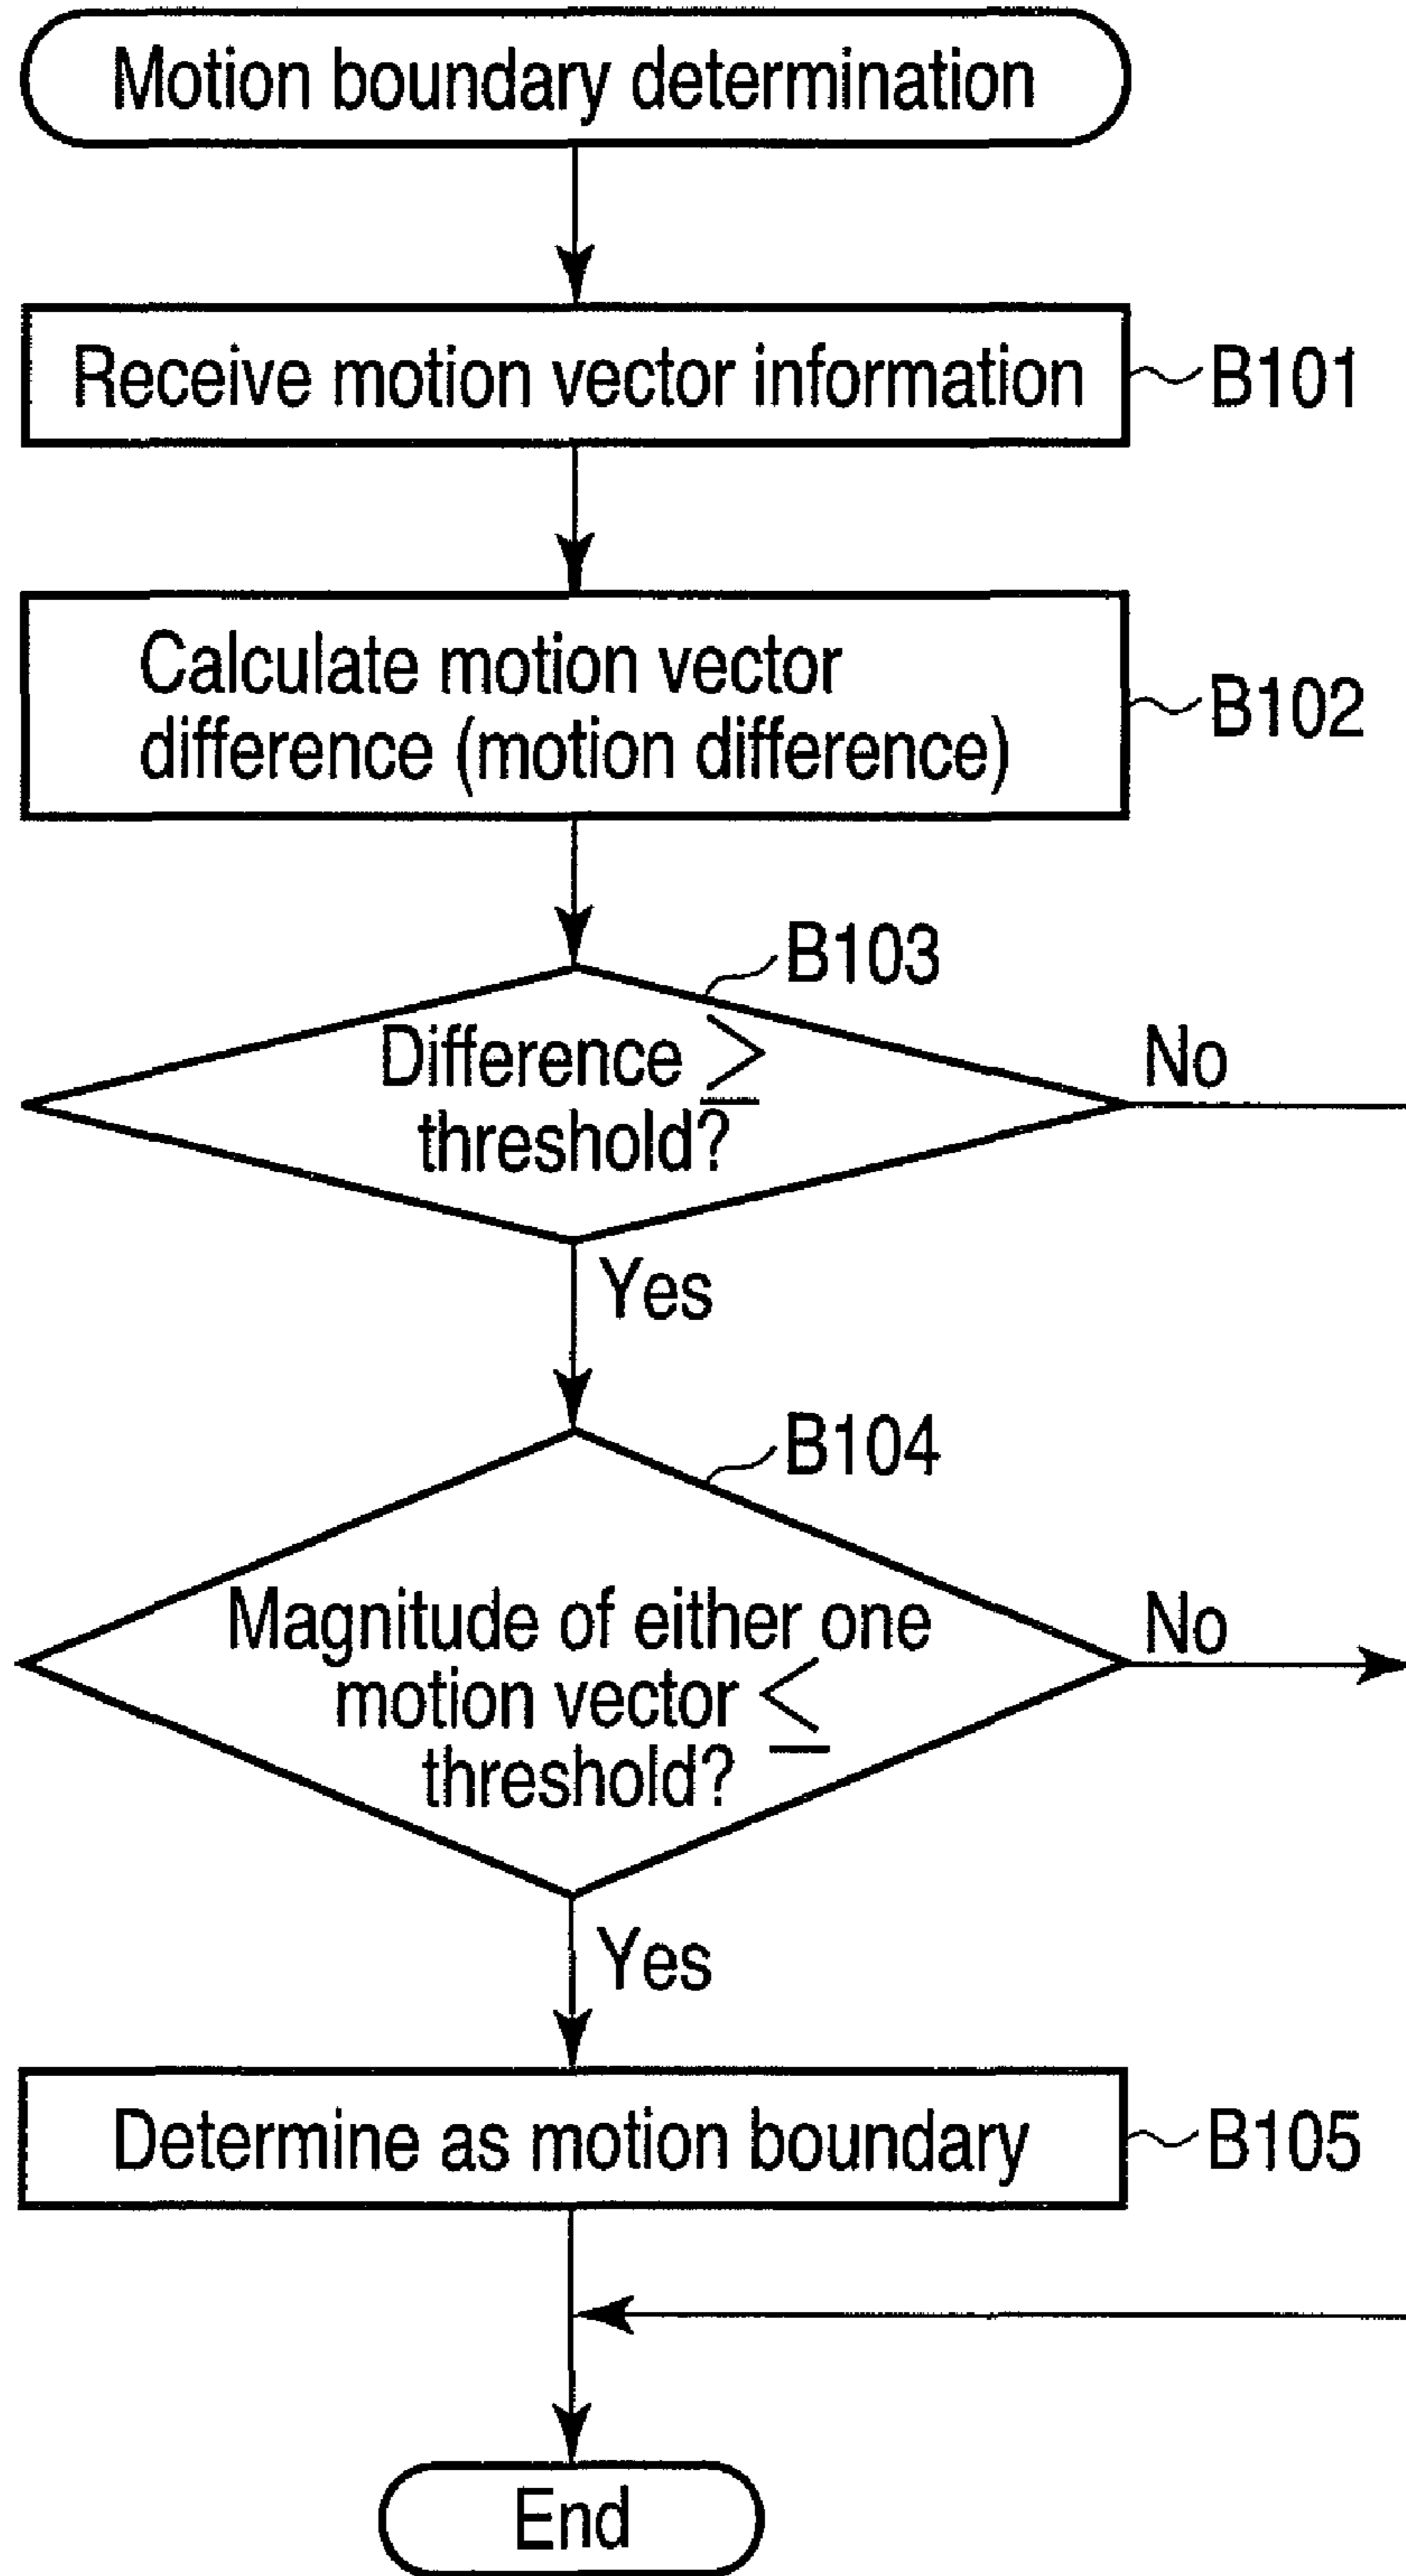 Motion boundary determination
Receive motion vector information
B101
Calculate motion vector
difference (motion difference)
B102
B103
Difference ≥
threshold?
No
Yes
B104
Magnitude of either one
motion vector ≤
threshold?
No
Yes
Determine as motion boundary
B105
End